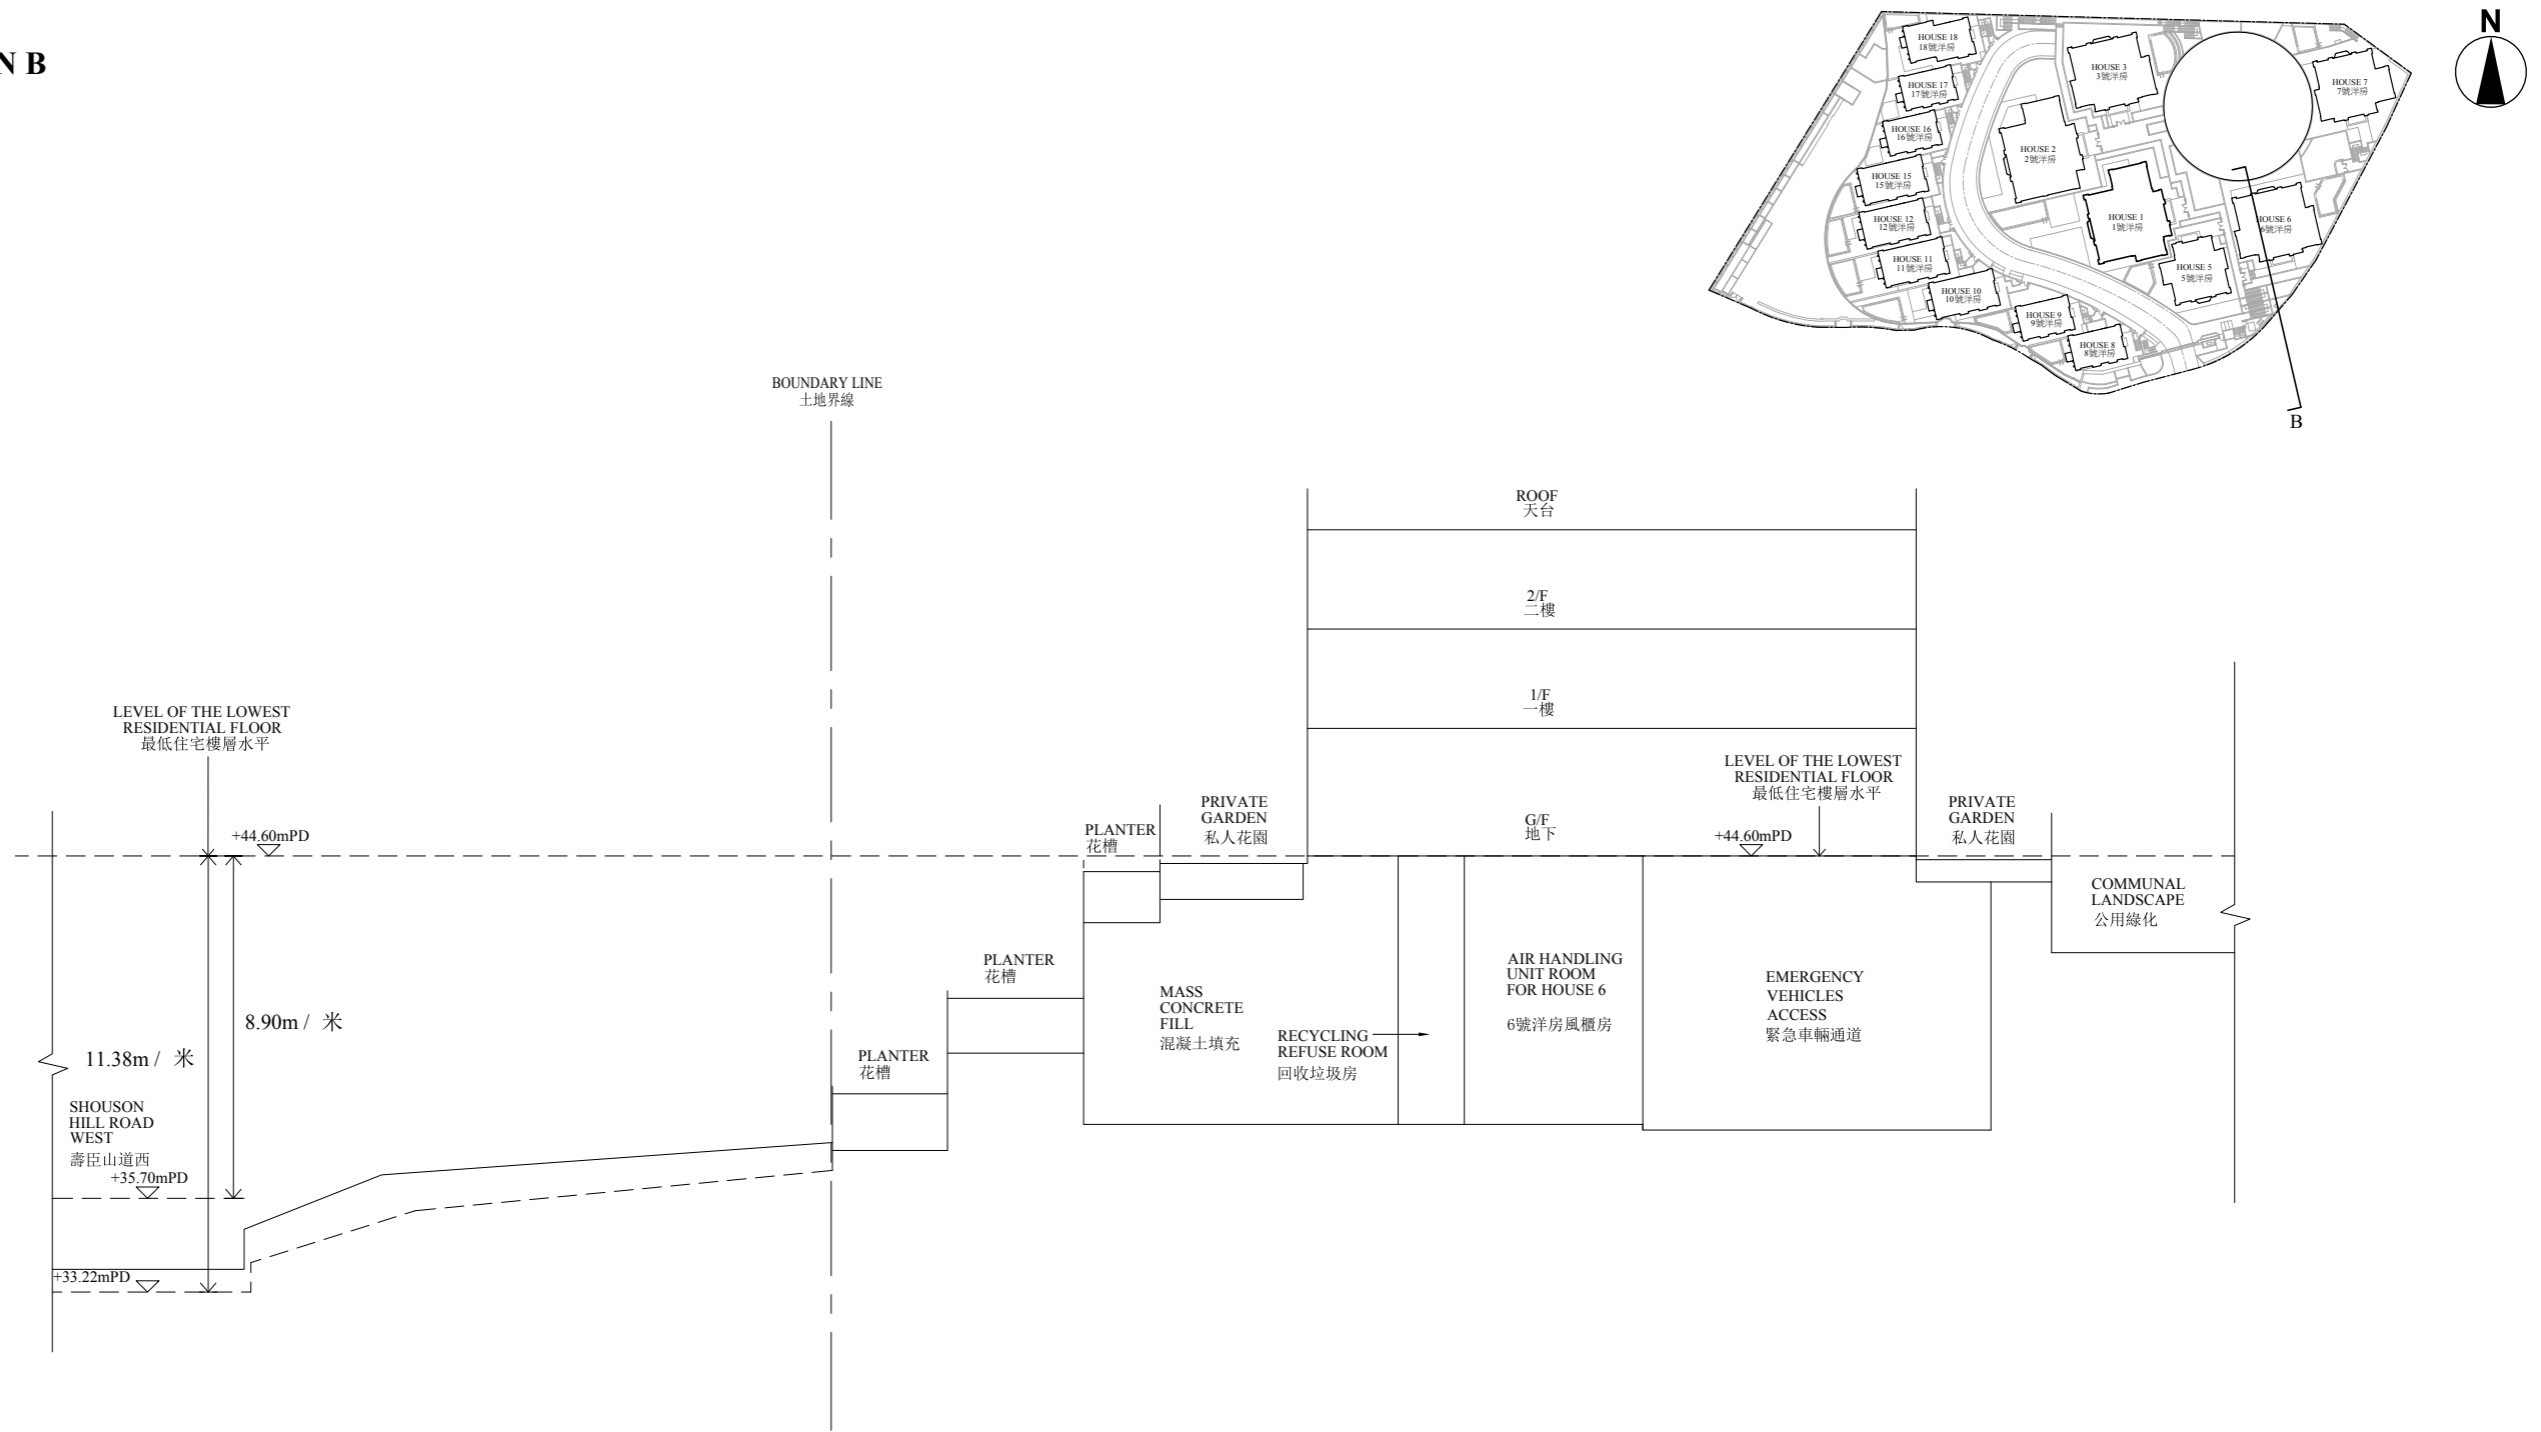 N B
N
HOUSE 18
18號洋房
HOUSE 17
17號洋房
HOUSE 16
16號洋房
HOUSE 15
15號洋房
HOUSE 12
12號洋房
HOUSE 11
11號洋房
HOUSE 10
10號洋房
HOUSE 9
9號洋房
HOUSE 8
8號洋房
HOUSE 3
3號洋房
HOUSE 2
2號洋房
HOUSE 1
1號洋房
HOUSE 5
5號洋房
HOUSE 7
7號洋房
HOUSE 6
6號洋房
B
BOUNDARY LINE
土地界線
ROOF
天台
2/F
二樓
1/F
一樓
G/F
地下
LEVEL OF THE LOWEST
RESIDENTIAL FLOOR
最低住宅樓層水平
+44.60mPD
8.90m / 米
11.38m / 米
SHOUSON
HILL ROAD
WEST
壽臣山道西
+35.70mPD
+33.22mPD
PLANTER
花槽
PLANTER
花槽
PLANTER
花槽
PRIVATE
GARDEN
私人花園
MASS
CONCRETE
FILL
混凝土填充
RECYCLING
REFUSE ROOM
回收垃圾房
AIR HANDLING
UNIT ROOM
FOR HOUSE 6
6號洋房風櫃房
LEVEL OF THE LOWEST
RESIDENTIAL FLOOR
最低住宅樓層水平
+44.60mPD
EMERGENCY
VEHICLES
ACCESS
緊急車輛通道
PRIVATE
GARDEN
私人花園
COMMUNAL
LANDSCAPE
公用綠化